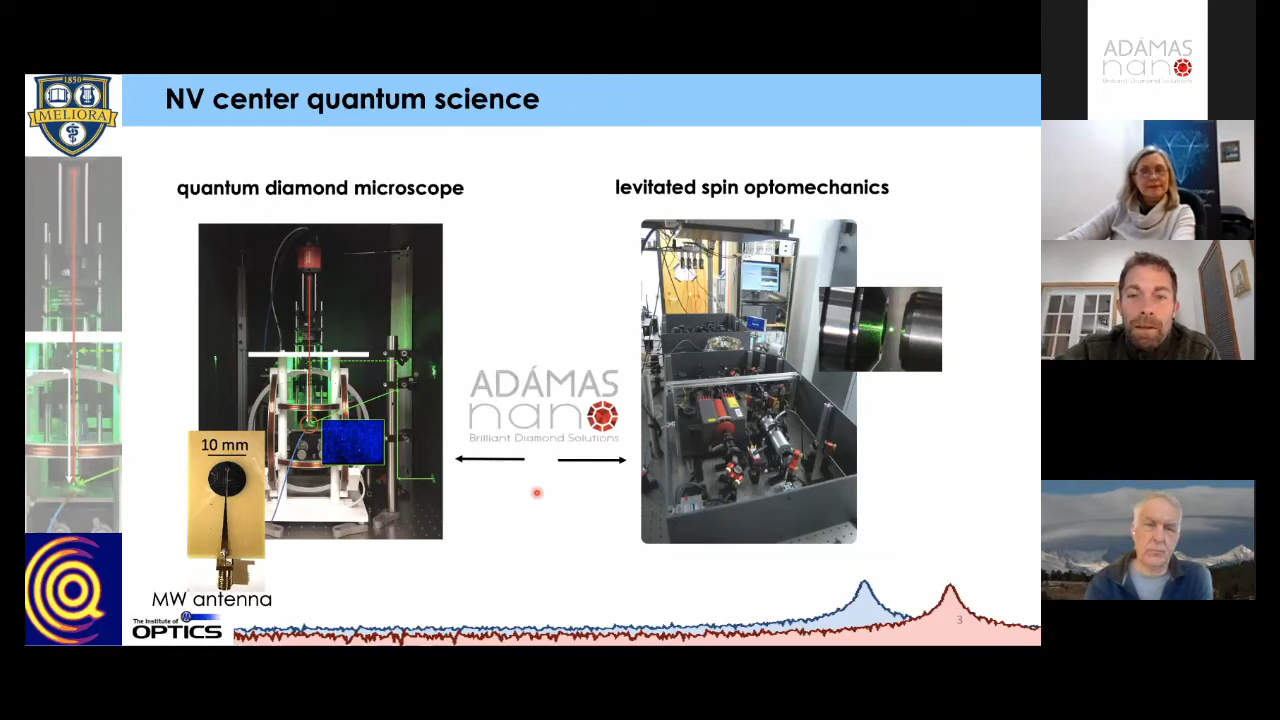 1850
MELIORA
NV center quantum science
quantum diamond microscope
levitated spin optomechanics
ADÁMAS
nano
Brilliant Diamond Solutions
10 mm
MW antenna
The Institute of
OPTICS
3
ADÁMAS
nano
Brilliant Diamond Solutions